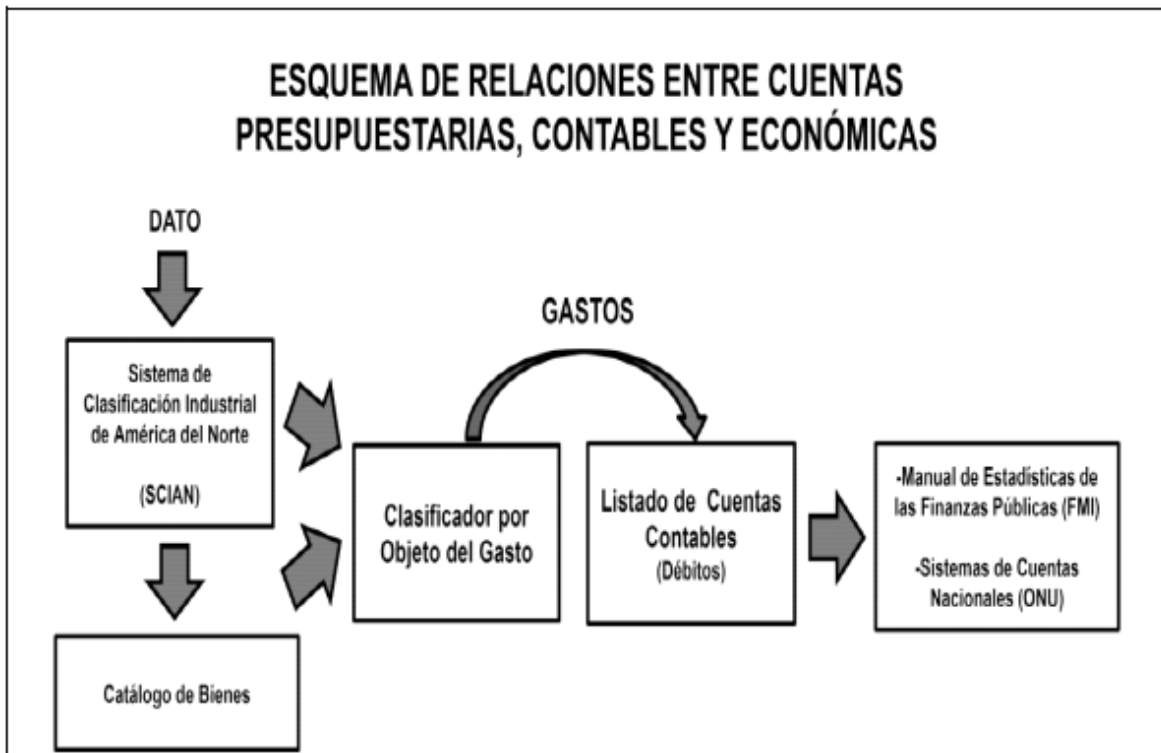 ESQUEMA DE RELACIONES ENTRE CUENTAS
PRESUPUESTARIAS, CONTABLES Y ECONÓMICAS
DATO
GASTOS
Sistema de
Clasificación Industrial
de América del Norte
(SCIAN)
Clasificador por
Objeto del Gasto
Listado de Cuentas
Contables
(Débitos)
-Manual de Estadísticas de
las Finanzas Públicas (FMI)
-Sistemas de Cuentas
Nacionales (ONU)
Catálogo de Bienes